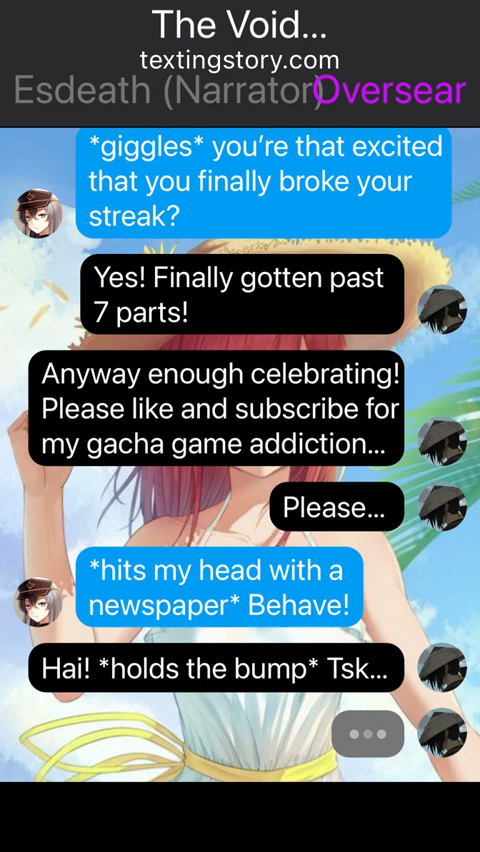 The Void...
textingstory.com
Esdeath (Narrator) Oversear
*giggles* you’re that excited
that you finally broke your
streak?
Yes! Finally gotten past
7 parts!
Anyway enough celebrating!
Please like and subscribe for
my gacha game addiction...
Please...
*hits my head with a
newspaper* Behave!
Hai! *holds the bump* Tsk...